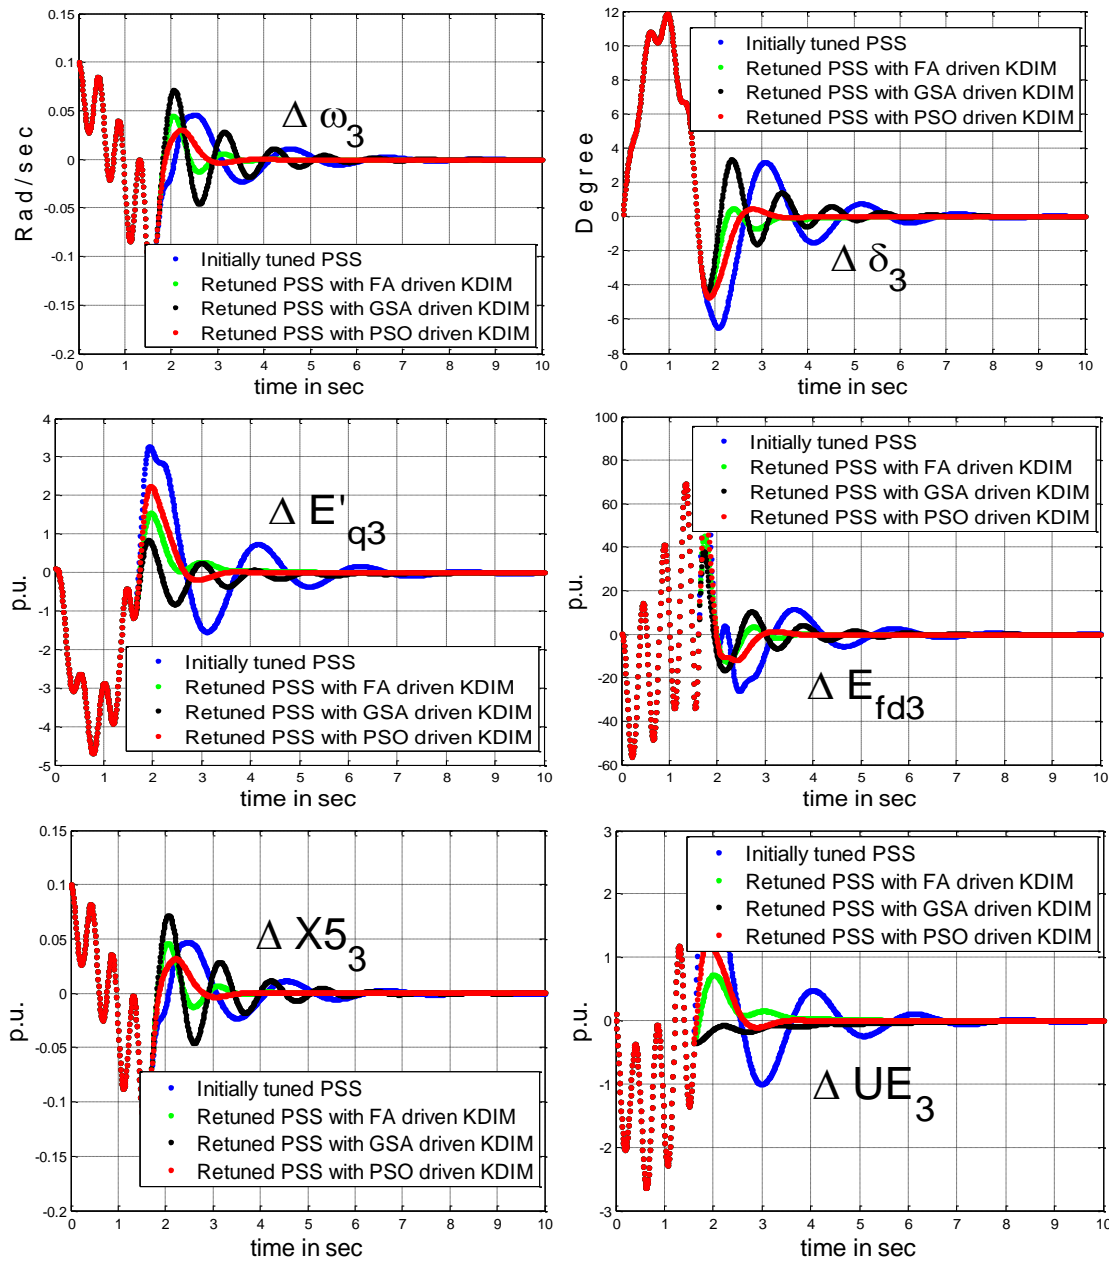 0.15
0.1
0.05
0
-0.05
-0.1
-0.15
-0.2
Rad/sec
Δ ω3
Initially tuned PSS
Retuned PSS with FA driven KDIM
Retuned PSS with GSA driven KDIM
Retuned PSS with PSO driven KDIM
0 1 2 3 4 5 6 7 8 9 10
time in sec
12
10
8
6
4
2
0
-2
-4
-6
-8
Degree
Initially tuned PSS
Retuned PSS with FA driven KDIM
Retuned PSS with GSA driven KDIM
Retuned PSS with PSO driven KDIM
Δ δ3
0 1 2 3 4 5 6 7 8 9 10
time in sec
4
3
2
1
0
-1
-2
-3
-4
-5
p.u.
Δ E'q3
Initially tuned PSS
Retuned PSS with FA driven KDIM
Retuned PSS with GSA driven KDIM
Retuned PSS with PSO driven KDIM
0 1 2 3 4 5 6 7 8 9 10
time in sec
100
80
60
40
20
0
-20
-40
-60
p.u.
Initially tuned PSS
Retuned PSS with FA driven KDIM
Retuned PSS with GSA driven KDIM
Retuned PSS with PSO driven KDIM
Δ Efd3
0 1 2 3 4 5 6 7 8 9 10
time in sec
0.15
0.1
0.05
0
-0.05
-0.1
-0.15
-0.2
p.u.
Δ X53
Initially tuned PSS
Retuned PSS with FA driven KDIM
Retuned PSS with GSA driven KDIM
Retuned PSS with PSO driven KDIM
0 1 2 3 4 5 6 7 8 9 10
time in sec
3
2
1
0
-1
-2
-3
p.u.
Initially tuned PSS
Retuned PSS with FA driven KDIM
Retuned PSS with GSA driven KDIM
Retuned PSS with PSO driven KDIM
Δ UE3
0 1 2 3 4 5 6 7 8 9 10
time in sec